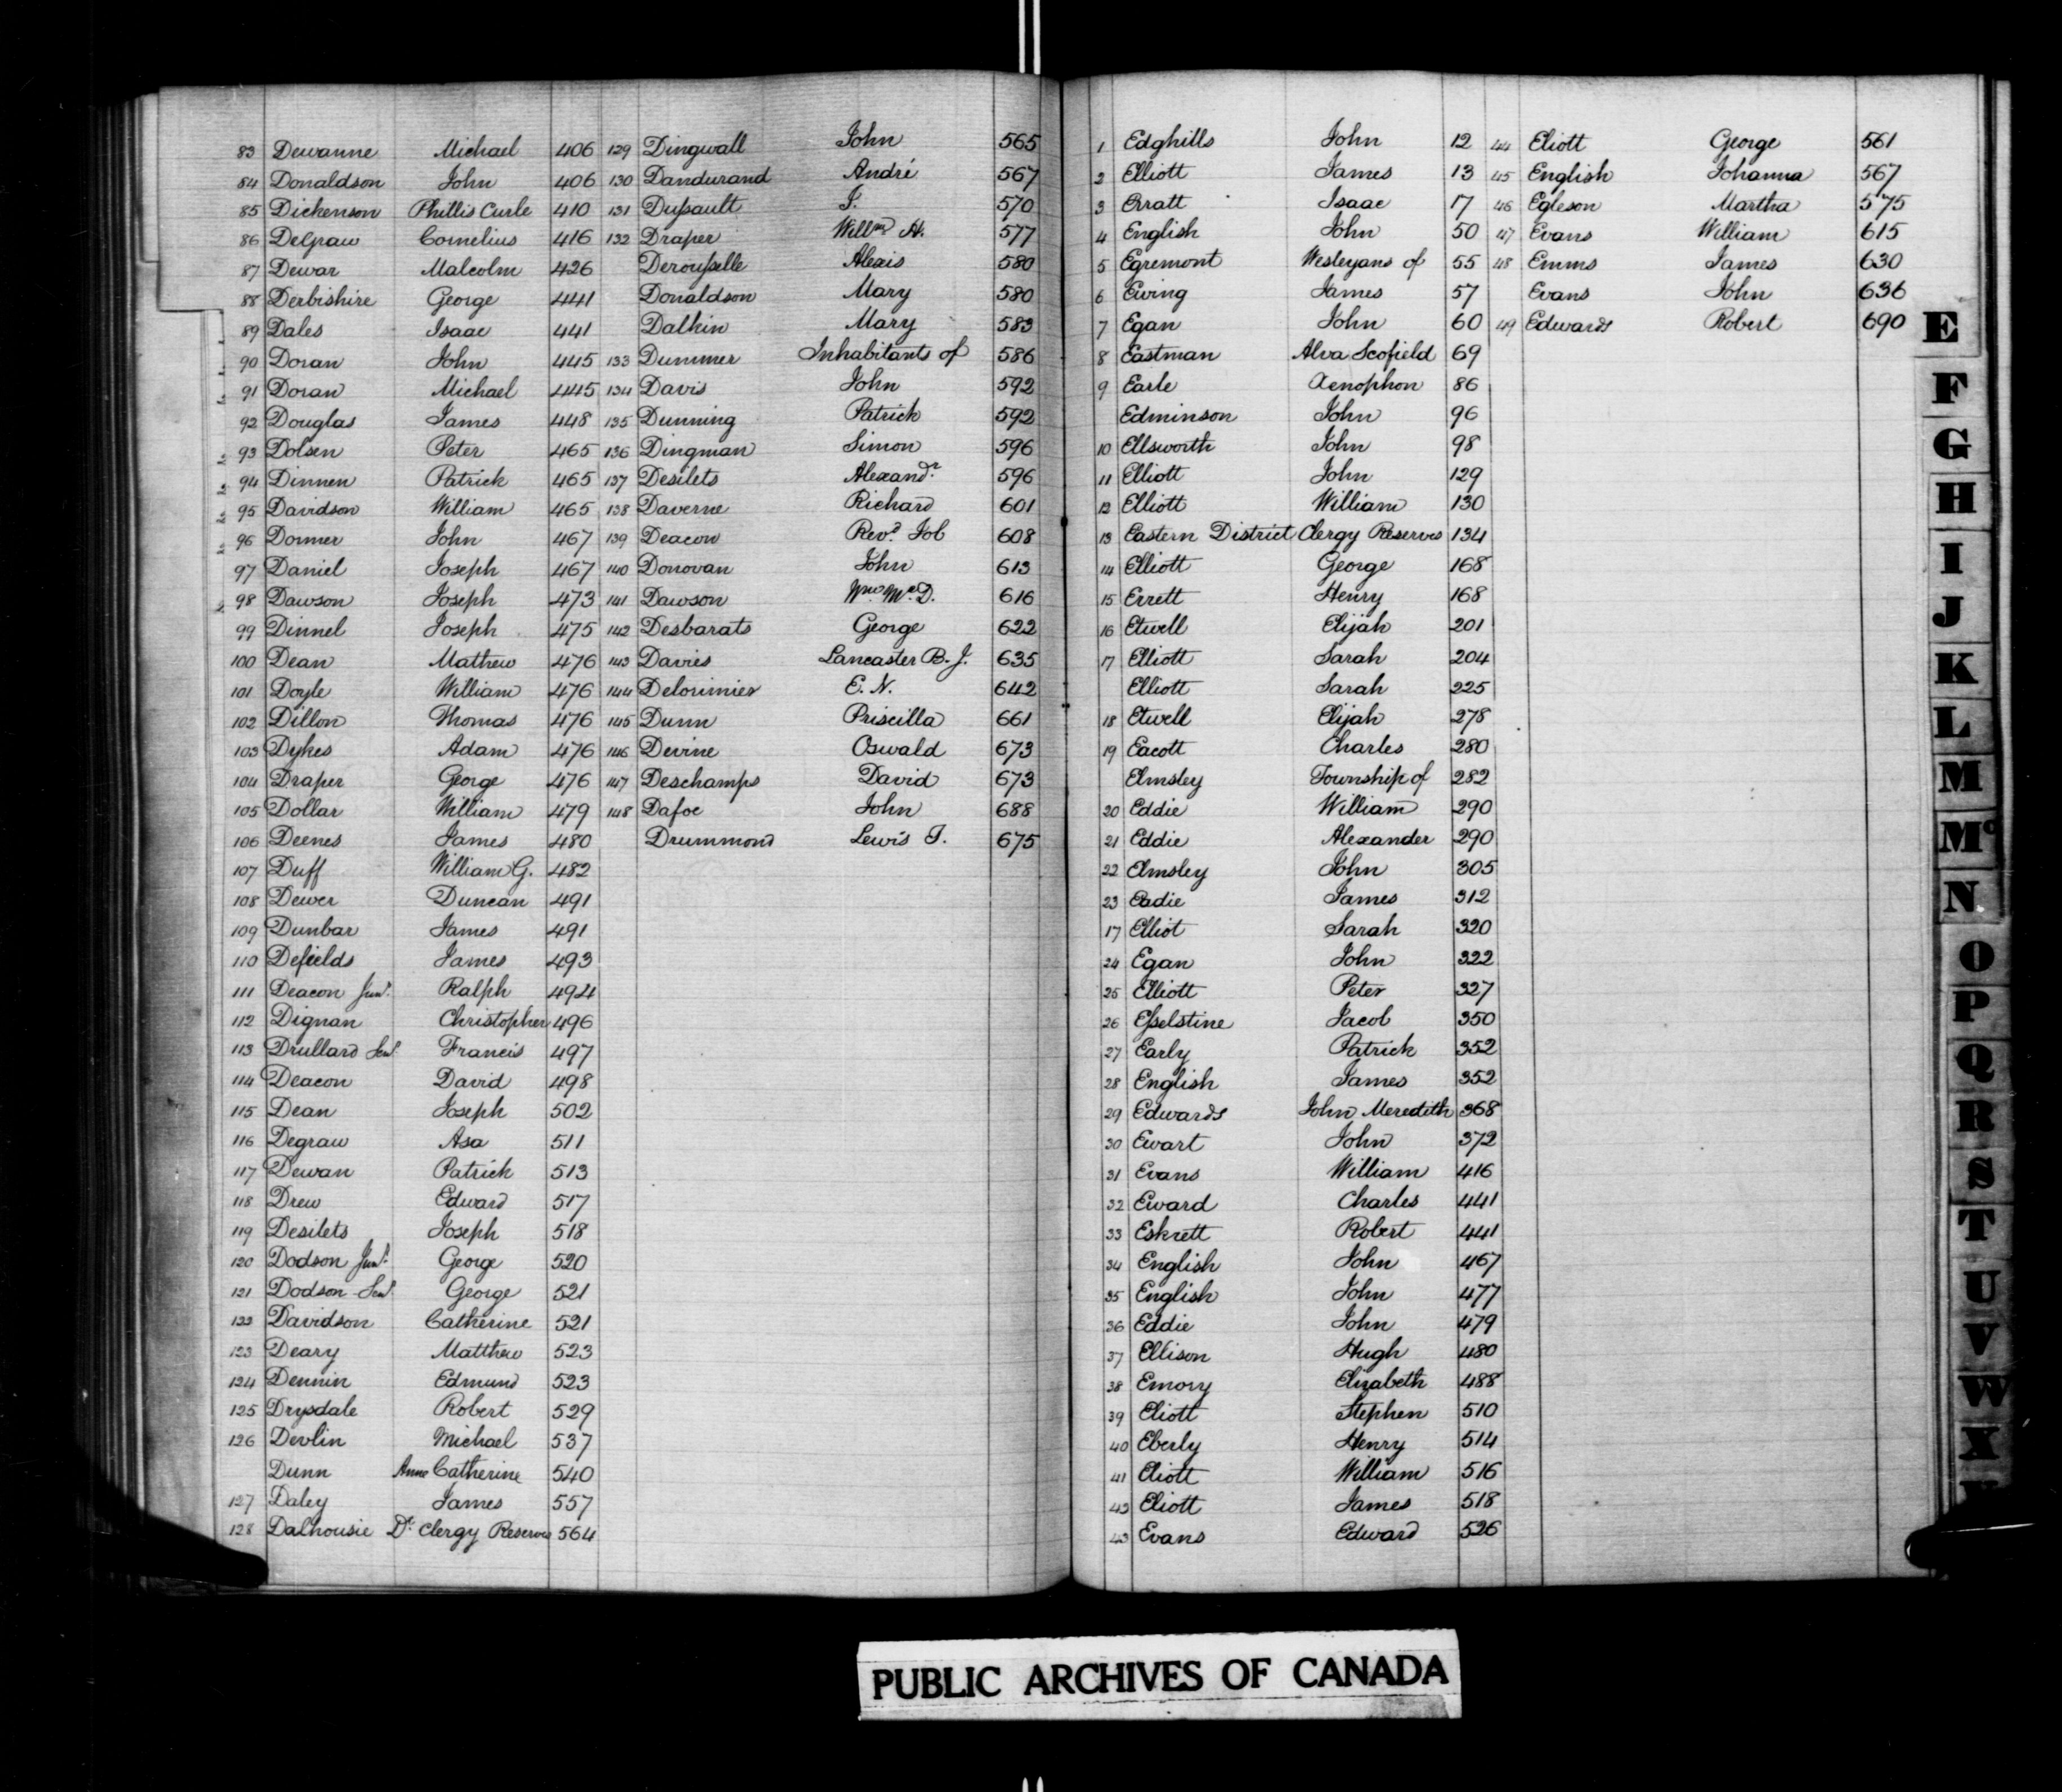 83 Dewanne Michael 406
84 Donaldson John 406
85 Dickenson Phillis Curle 410
86 Degraw Cornelius 416
87 Dewar Malcolm 426
88 Derbishire George 441
89 Dales Isaac 441
90 Doran John 445
91 Doran Michael 445
92 Douglas James 448
93 Dolsen Peter 465
94 Dinnen Patrick 465
95 Davidson William 465
96 Dormer John 467
97 Daniel Joseph 467
98 Dawson Joseph 473
99 Dinnel Joseph 475
100 Dean Mathew 476
101 Doyle William 476
102 Dillon Thomas 476
103 Dykes Adam 476
104 Draper George 476
105 Dollar William 479
106 Deenes James 480
107 Duff William G. 482
108 Dewer Duncan 491
109 Dunbar James 491
110 Defields James 493
111 Deacon Junr. Ralph 494
112 Dignan Christopher 496
113 Drullard Senr. Francis 497
114 Deacon David 498
115 Dean Joseph 502
116 Degraw Asa 511
117 Dewan Patrick 513
118 Drew Edward 517
119 Desilets Joseph 518
120 Dodson Junr. George 520
121 Dodson Senr. George 521
122 Davidson Catherine 521
123 Deary Matthew 523
124 Dennin Edmund 523
125 Drysdale Robert 529
126 Devlin Michael 537
Dunn Anne Catherine 540
127 Daley James 557
128 Dalhousie Dt. Clergy Reserves 564
129 Dingwall John 565
130 Dandurand André 567
131 Dussault J. 570
132 Draper Willm. H. 577
Derousselle Alexis 580
Donaldson Mary 580
Dalkin Mary 583
133 Dummer Inhabitants of 586
134 Davis John 592
135 Dunning Patrick 592
136 Dingman Simon 596
137 Desilets Alexandr. 596
138 Daverne Richard 601
139 Deacon Revd. Job 608
140 Donovan John 613
141 Dawson Wm. McD. 616
142 Desbarats George 622
143 Davies Lancaster B. J. 635
144 Delorimier E. N. 642
145 Dunn Priscilla 661
146 Devine Oswald 673
147 Deschamps David 673
148 Dafoe John 688
Drummond Lewis T. 675
1 Edghills John 12
2 Elliott James 13
3 Erratt Isaac 17
4 English John 50
5 Egremont Wesleyans of 55
6 Ewing James 57
7 Egan John 60
8 Eastman Alva Scofield 69
9 Earle Xenophon 86
Edminson John 96
10 Ellsworth John 98
11 Elliott John 129
12 Elliott William 130
13 Eastern District Clergy Reserves 134
14 Elliott George 168
15 Errett Henry 168
16 Etwell Elijah 201
17 Elliott Sarah 204
Elliott Sarah 225
18 Etwell Elijah 278
19 Eacott Charles 280
Elmsley Township of 282
20 Eddie William 290
21 Eddie Alexander 290
22 Elmsley John 305
23 Eadie James 312
17 Elliot Sarah 320
24 Egan John 322
25 Elliott Peter 327
26 Esselstine Jacob 350
27 Early Patrick 352
28 English James 352
29 Edwards John Meredith 368
30 Ewart John 372
31 Evans William 416
32 Eward Charles 441
33 Eskrett Robert 441
34 English John 467
35 English John 477
36 Eddie John 479
37 Ellison Hugh 480
38 Emory Elizabeth 488
39 Eliott Stephen 510
40 Eberly Henry 514
41 Eliott William 516
42 Eliott James 518
43 Evans Edward 526
44 Eliott George 561
45 English Johanna 567
46 Egleson Martha 575
47 Evans William 615
48 Emms James 630
Evans John 636
49 Edwards Robert 690
E
F
G
H
I
J
K
L
M
Mc
N
O
P
Q
R
S
T
U
V
W
X
PUBLIC ARCHIVES OF CANADA